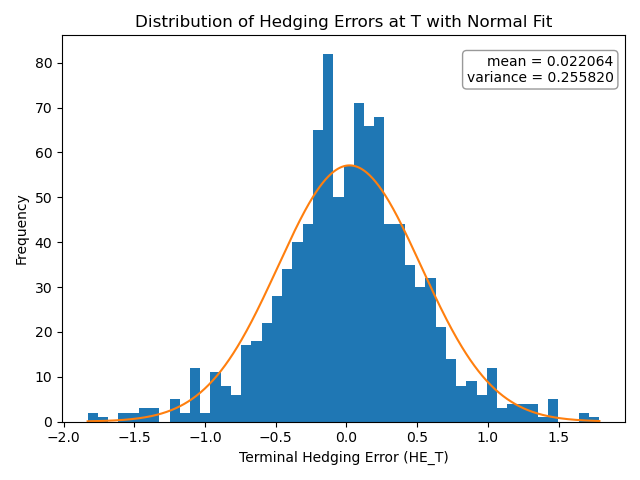 Distribution of Hedging Errors at T with Normal Fit
mean = 0.022064
variance = 0.255820
80
70
60
50
40
30
20
10
0
Frequency
−2.0 −1.5 −1.0 −0.5 0.0 0.5 1.0 1.5
Terminal Hedging Error (HE_T)